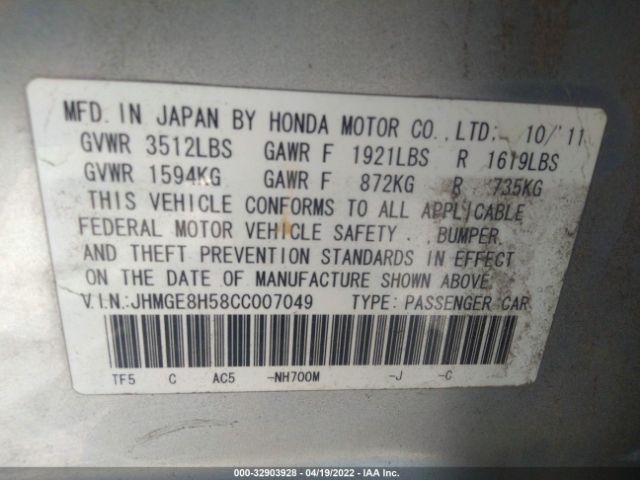 MFD. IN JAPAN BY HONDA MOTOR CO., LTD. 10/'11
GVWR 3512LBS GAWR F 1921LBS R 1619LBS
GVWR 1594KG GAWR F 872KG R 735KG
THIS VEHICLE CONFORMS TO ALL APPLICABLE
FEDERAL MOTOR VEHICLE SAFETY, BUMPER,
AND THEFT PREVENTION STANDARDS IN EFFECT
ON THE DATE OF MANUFACTURE SHOWN ABOVE.
V.I.N.:JHMGE8H58CC007049 TYPE: PASSENGER CAR
TF5 C AC5 -NH700M -J -C
000-32903928 - 04/19/2022 - IAA Inc.